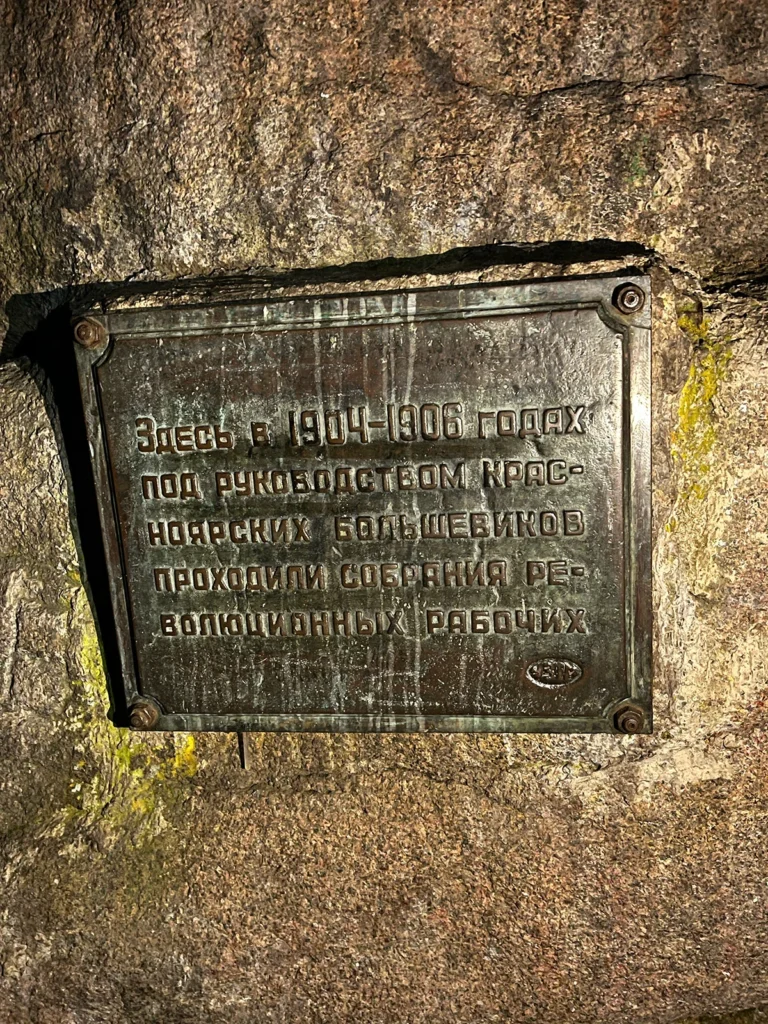 Здесь в 1904-1906 годах
под руководством крас-
ноярских большевиков
проходили собрания ре-
волюционных рабочих